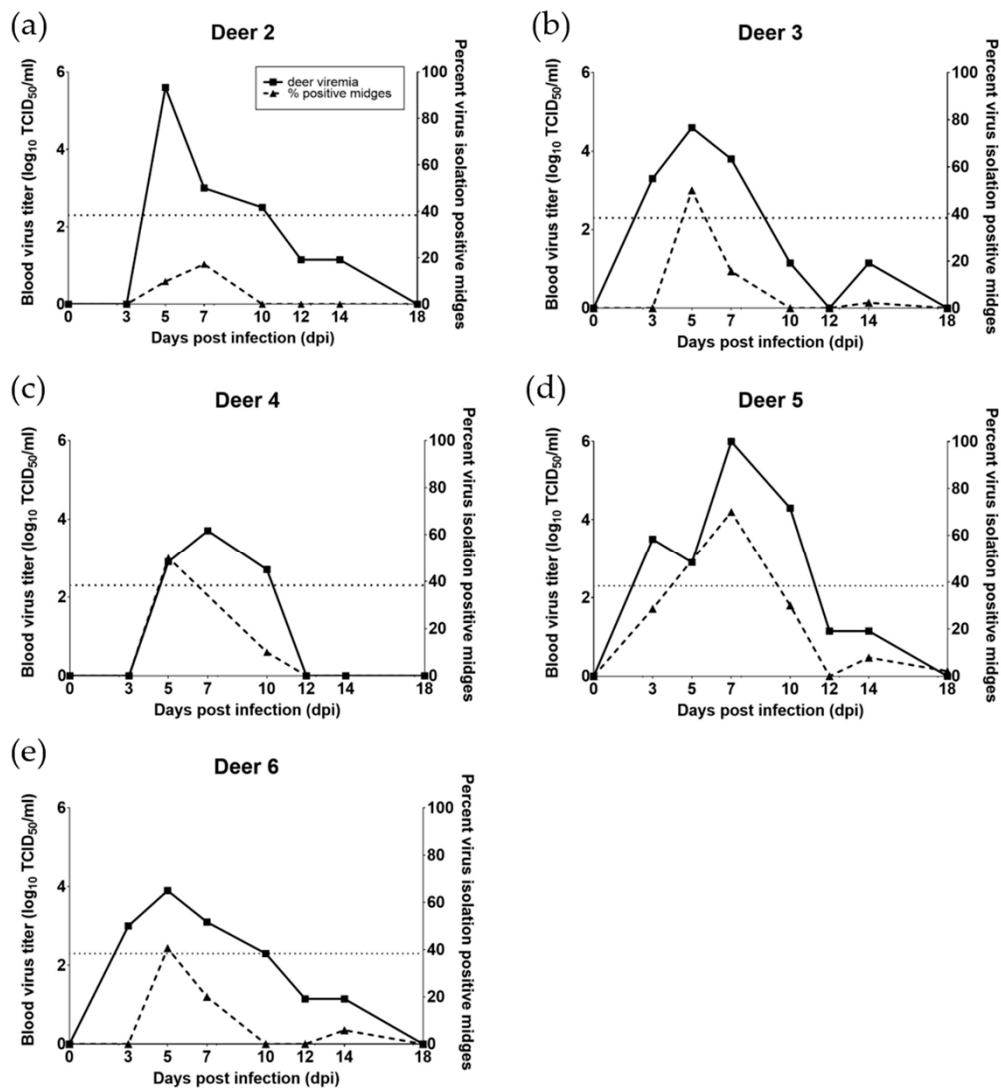 (a)
Deer 2
Blood virus titer (log10 TCID50/ml)
6
4
2
0
deer viremia
% positive midges
100
80
60
40
20
0
Percent virus isolation positive midges
0 3 5 7 10 12 14 18
Days post infection (dpi)
(b)
Deer 3
Blood virus titer (log10 TCID50/ml)
6
4
2
0
100
80
60
40
20
0
Percent virus isolation positive midges
0 3 5 7 10 12 14 18
Days post infection (dpi)
(c)
Deer 4
Blood virus titer (log10 TCID50/ml)
6
4
2
0
100
80
60
40
20
0
Percent virus isolation positive midges
0 3 5 7 10 12 14 18
Days post infection (dpi)
(d)
Deer 5
Blood virus titer (log10 TCID50/ml)
6
4
2
0
100
80
60
40
20
0
Percent virus isolation positive midges
0 3 5 7 10 12 14 18
Days post infection (dpi)
(e)
Deer 6
Blood virus titer (log10 TCID50/ml)
6
4
2
0
100
80
60
40
20
0
Percent virus isolation positive midges
0 3 5 7 10 12 14 18
Days post infection (dpi)